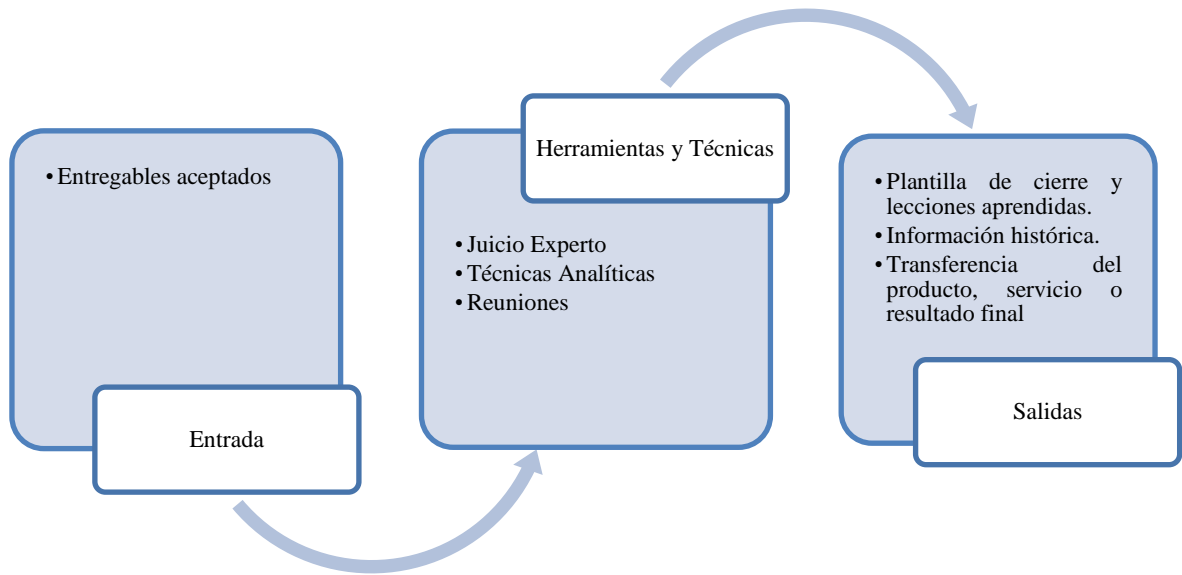 • Entregables aceptados
Entrada
Herramientas y Técnicas
• Juicio Experto
• Técnicas Analíticas
• Reuniones
• Plantilla de cierre y
lecciones aprendidas.
• Información histórica.
• Transferencia del
producto, servicio o
resultado final
Salidas